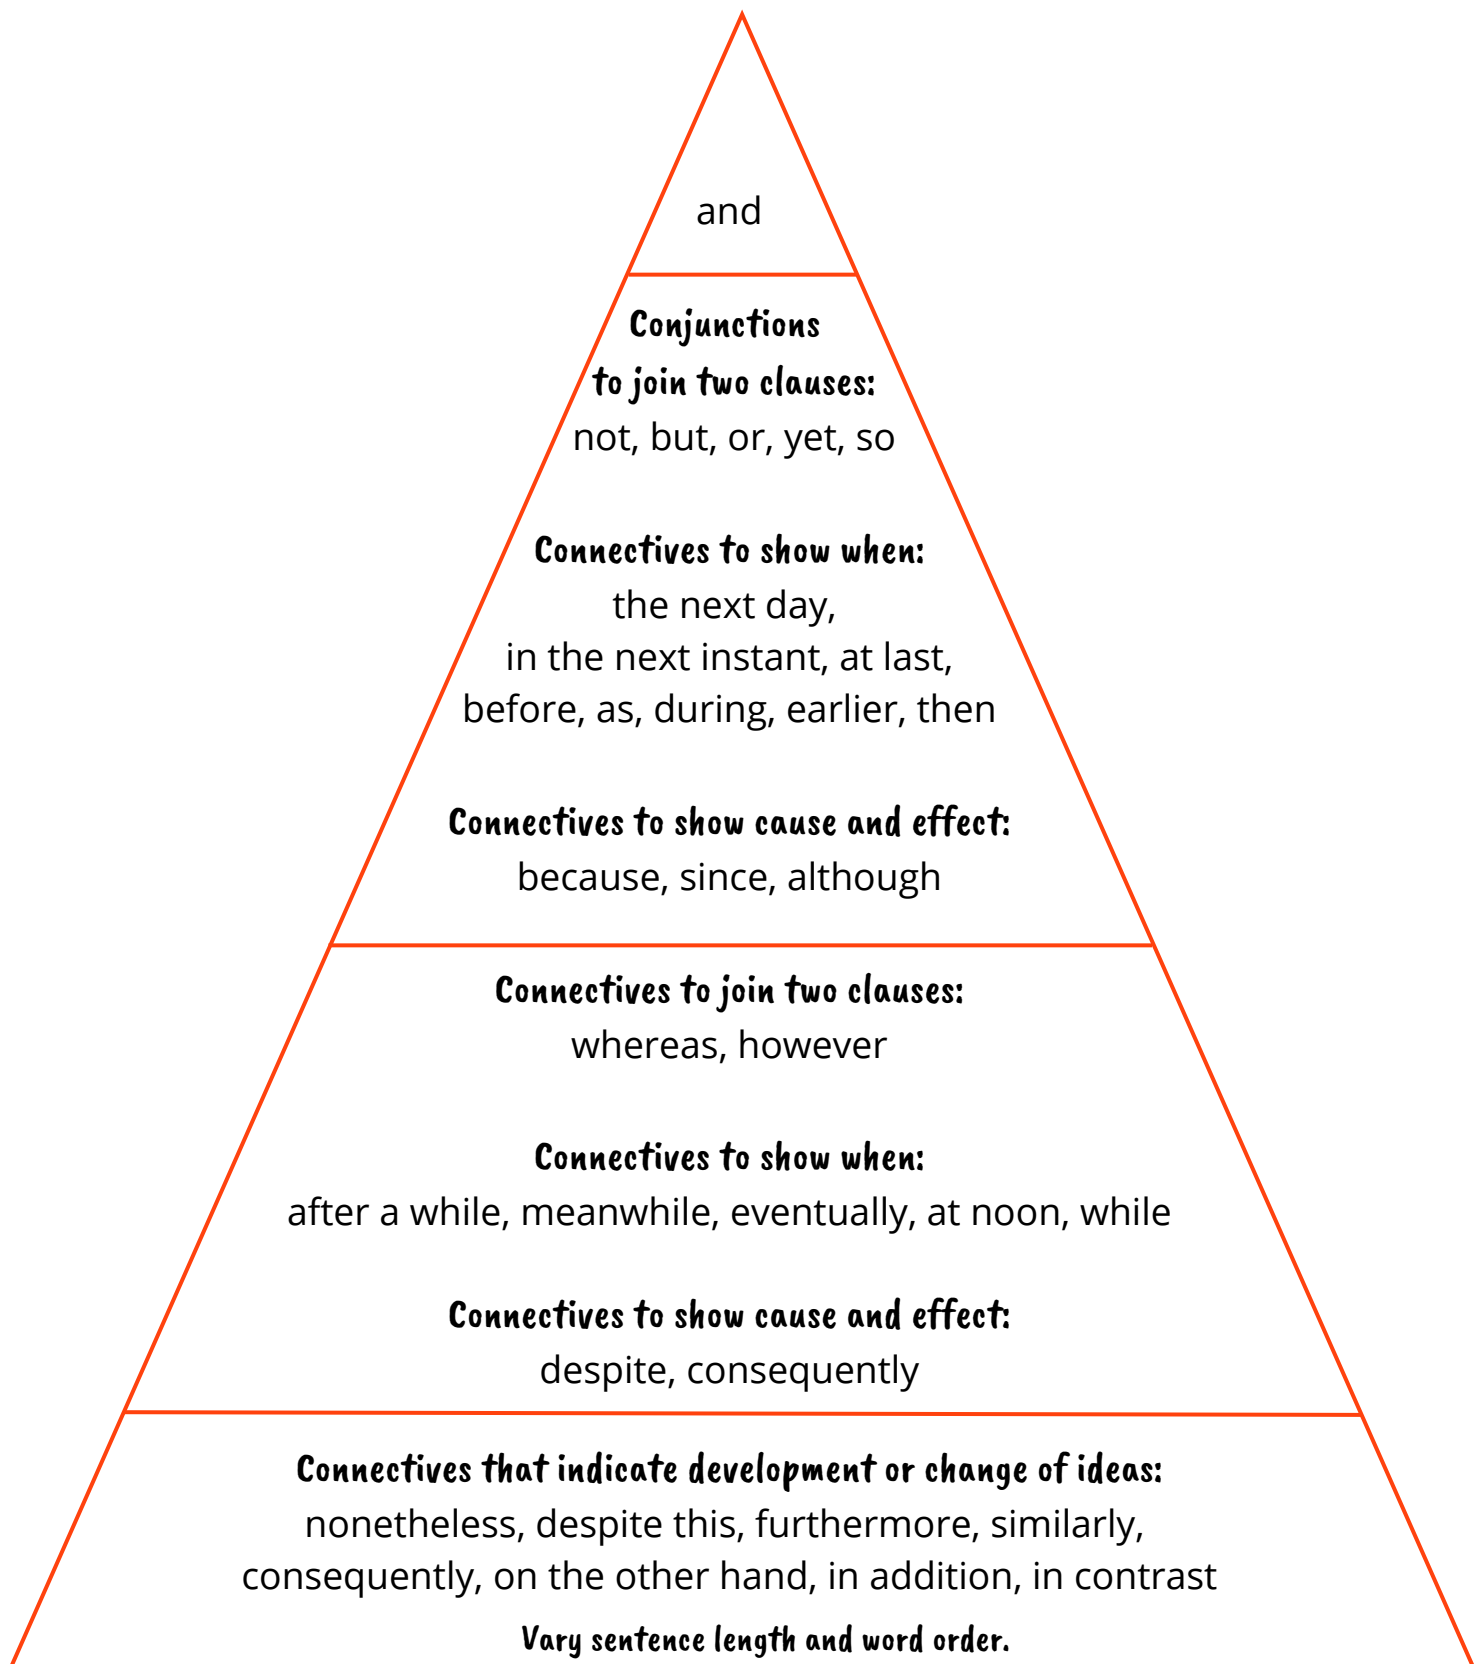 and
Conjunctions
to join two clauses:
not, but, or, yet, so
Connectives to show when:
the next day,
in the next instant, at last,
before, as, during, earlier, then
Connectives to show cause and effect:
because, since, although
Connectives to join two clauses:
whereas, however
Connectives to show when:
after a while, meanwhile, eventually, at noon, while
Connectives to show cause and effect:
despite, consequently
Connectives that indicate development or change of ideas:
nonetheless, despite this, furthermore, similarly,
consequently, on the other hand, in addition, in contrast
Vary sentence length and word order.